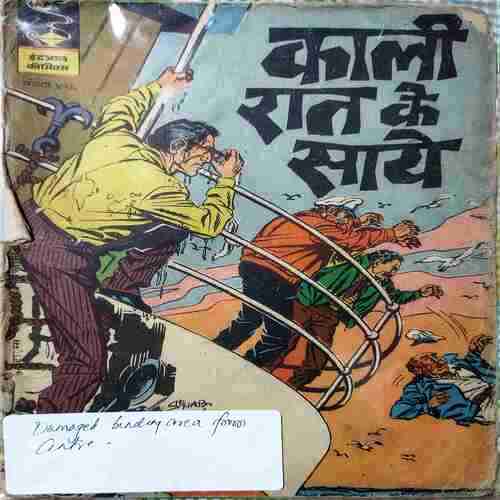 इंद्रजाल
कॉमिक्स
काली
रात के
साये
Damaged binding area from
Centre -